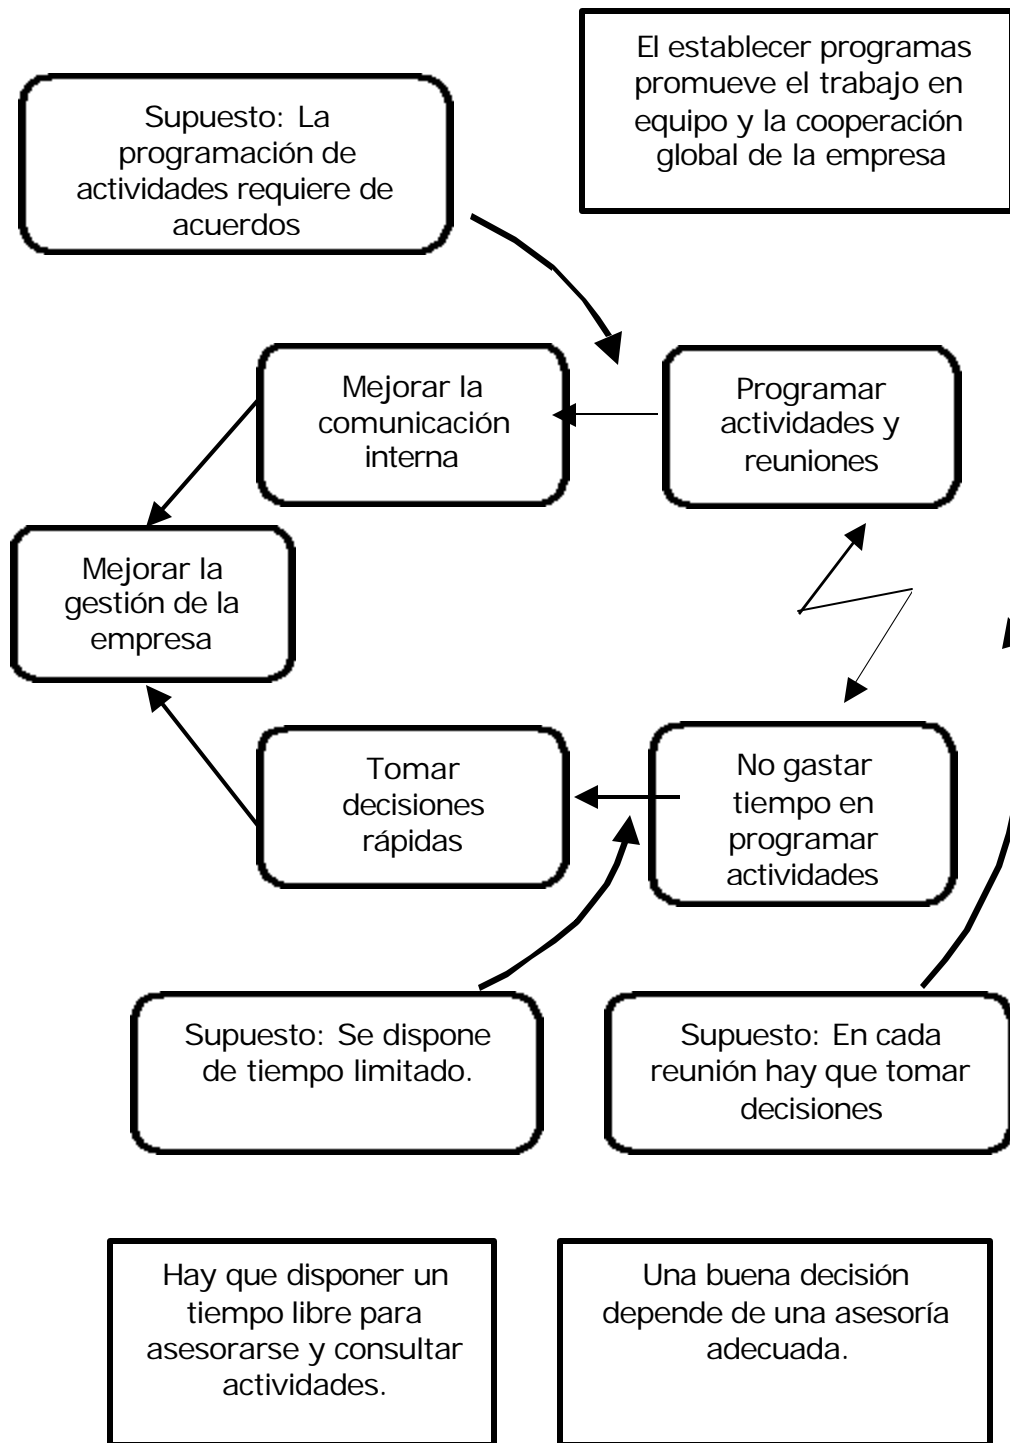 El establecer programas
promueve el trabajo en
equipo y la cooperación
global de la empresa
Supuesto: La
programación de
actividades requiere de
acuerdos
Mejorar la
comunicación
interna
Programar
actividades y
reuniones
Mejorar la
gestión de la
empresa
Tomar
decisiones
rápidas
No gastar
tiempo en
programar
actividades
Supuesto: Se dispone
de tiempo limitado.
Supuesto: En cada
reunión hay que tomar
decisiones
Hay que disponer un
tiempo libre para
asesorarse y consultar
actividades.
Una buena decisión
depende de una asesoría
adecuada.